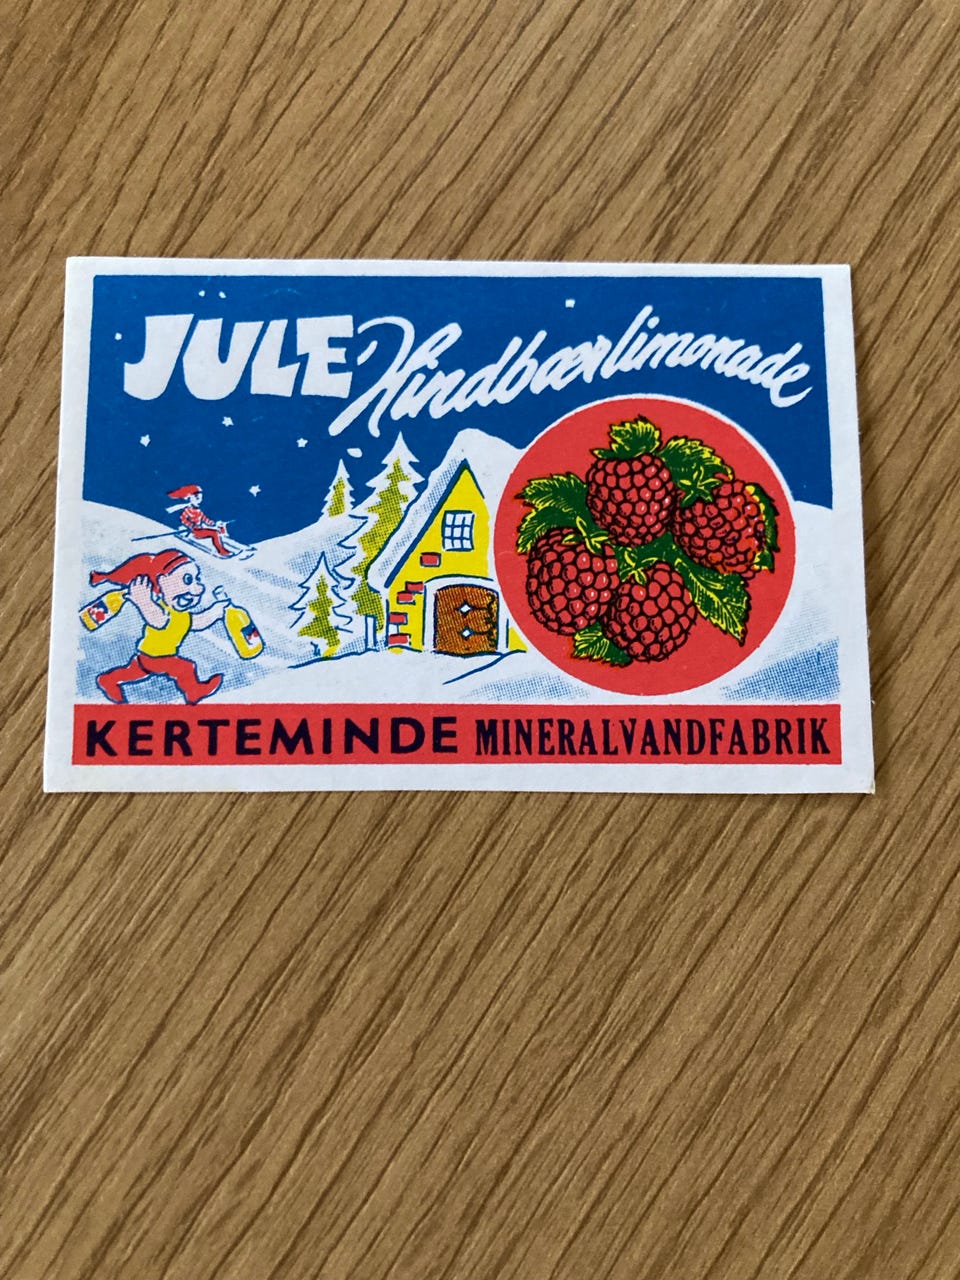 JULE Hindbærlimonade
KERTEMINDE MINERALVANDFABRIK